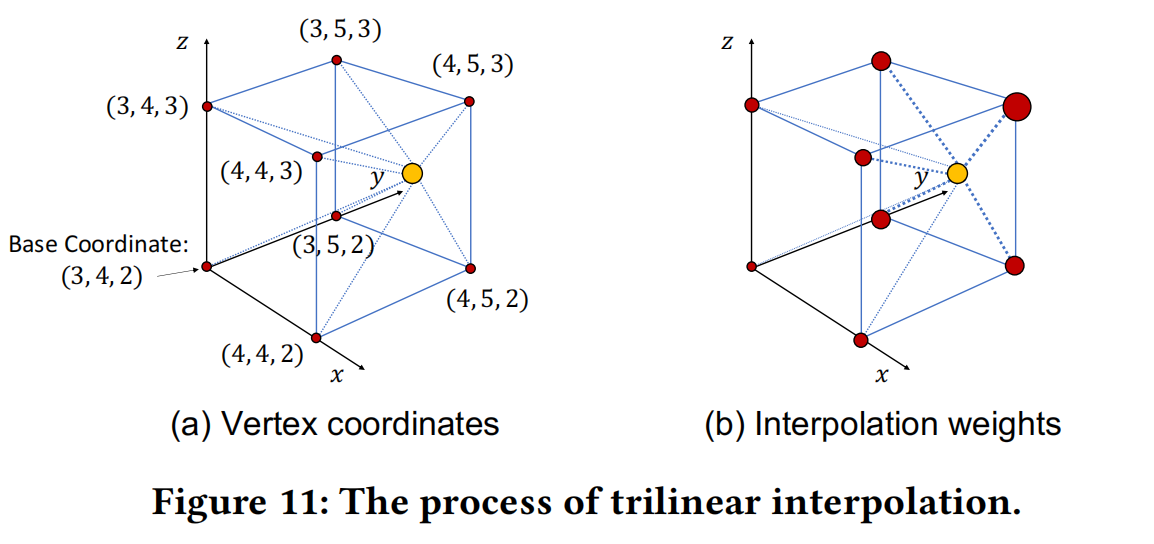 z
(3, 5, 3)
(4, 5, 3)
(3, 4, 3)
(4, 4, 3)
y
Base Coordinate:
(3, 4, 2)
(3, 5, 2)
(4, 5, 2)
(4, 4, 2)
x
(a) Vertex coordinates
z
y
x
(b) Interpolation weights
Figure 11: The process of trilinear interpolation.